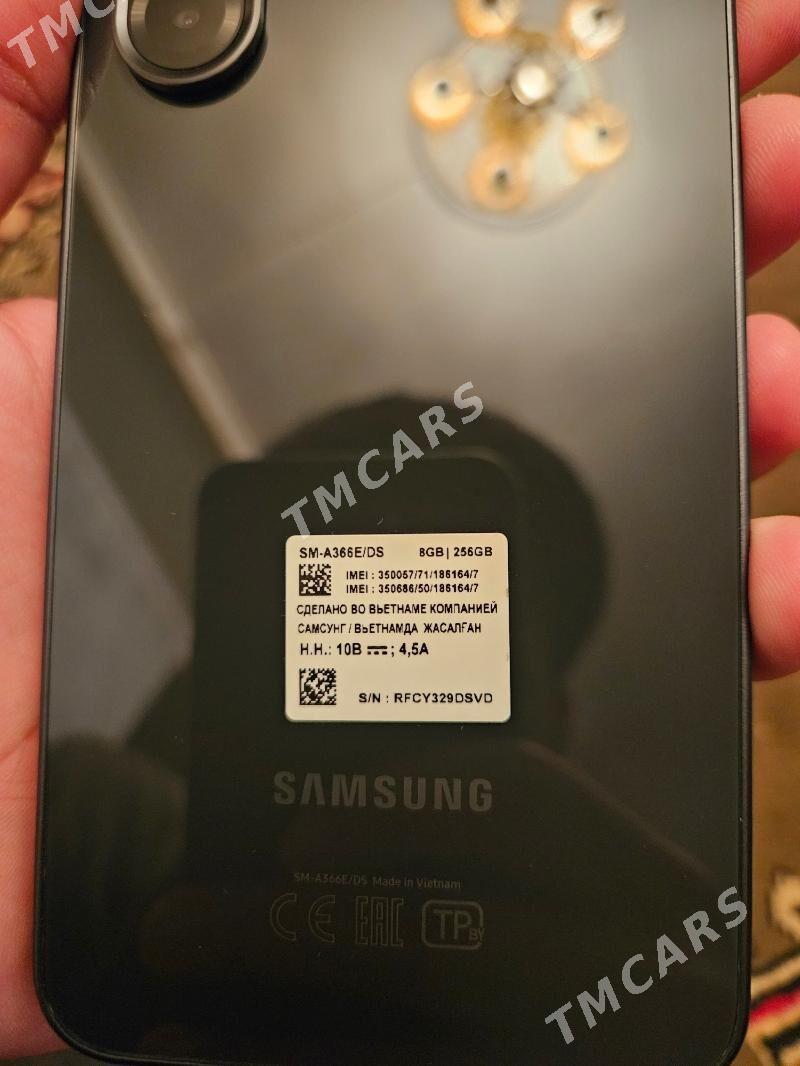 TMCARS
TMCARS
SM-A366E/DS 8GB | 256GB
IMEI : 350057/71/186164/7
IMEI : 350686/50/186164/7
СДЕЛАНО ВО ВЬЕТНАМЕ КОМПАНИЕЙ
САМСУНГ / ВЬЕТНАМДА ЖАСАЛҒАН
Н.Н.: 10В ⎓; 4,5А
S/N : RFCY329DSVD
SAMSUNG
SM-A366E/DS Made in Vietnam
CE EAC TP BY
TMCARS